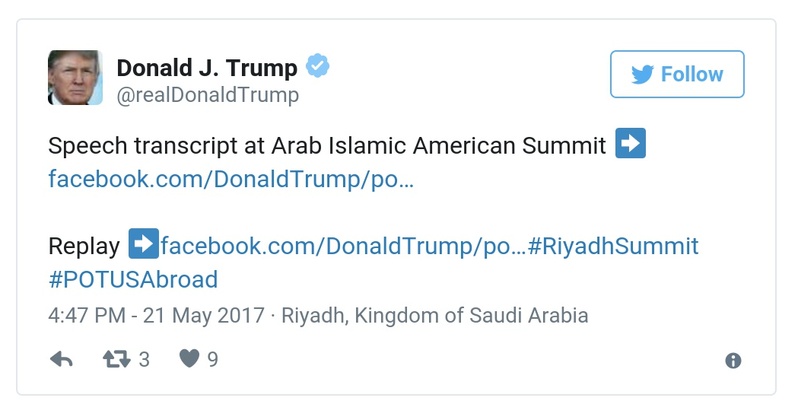 Donald J. Trump
@realDonaldTrump
Follow
Speech transcript at Arab Islamic American Summit ➡
facebook.com/DonaldTrump/po…
Replay ➡facebook.com/DonaldTrump/po…#RiyadhSummit
#POTUSAbroad
4:47 PM - 21 May 2017 · Riyadh, Kingdom of Saudi Arabia
3 9